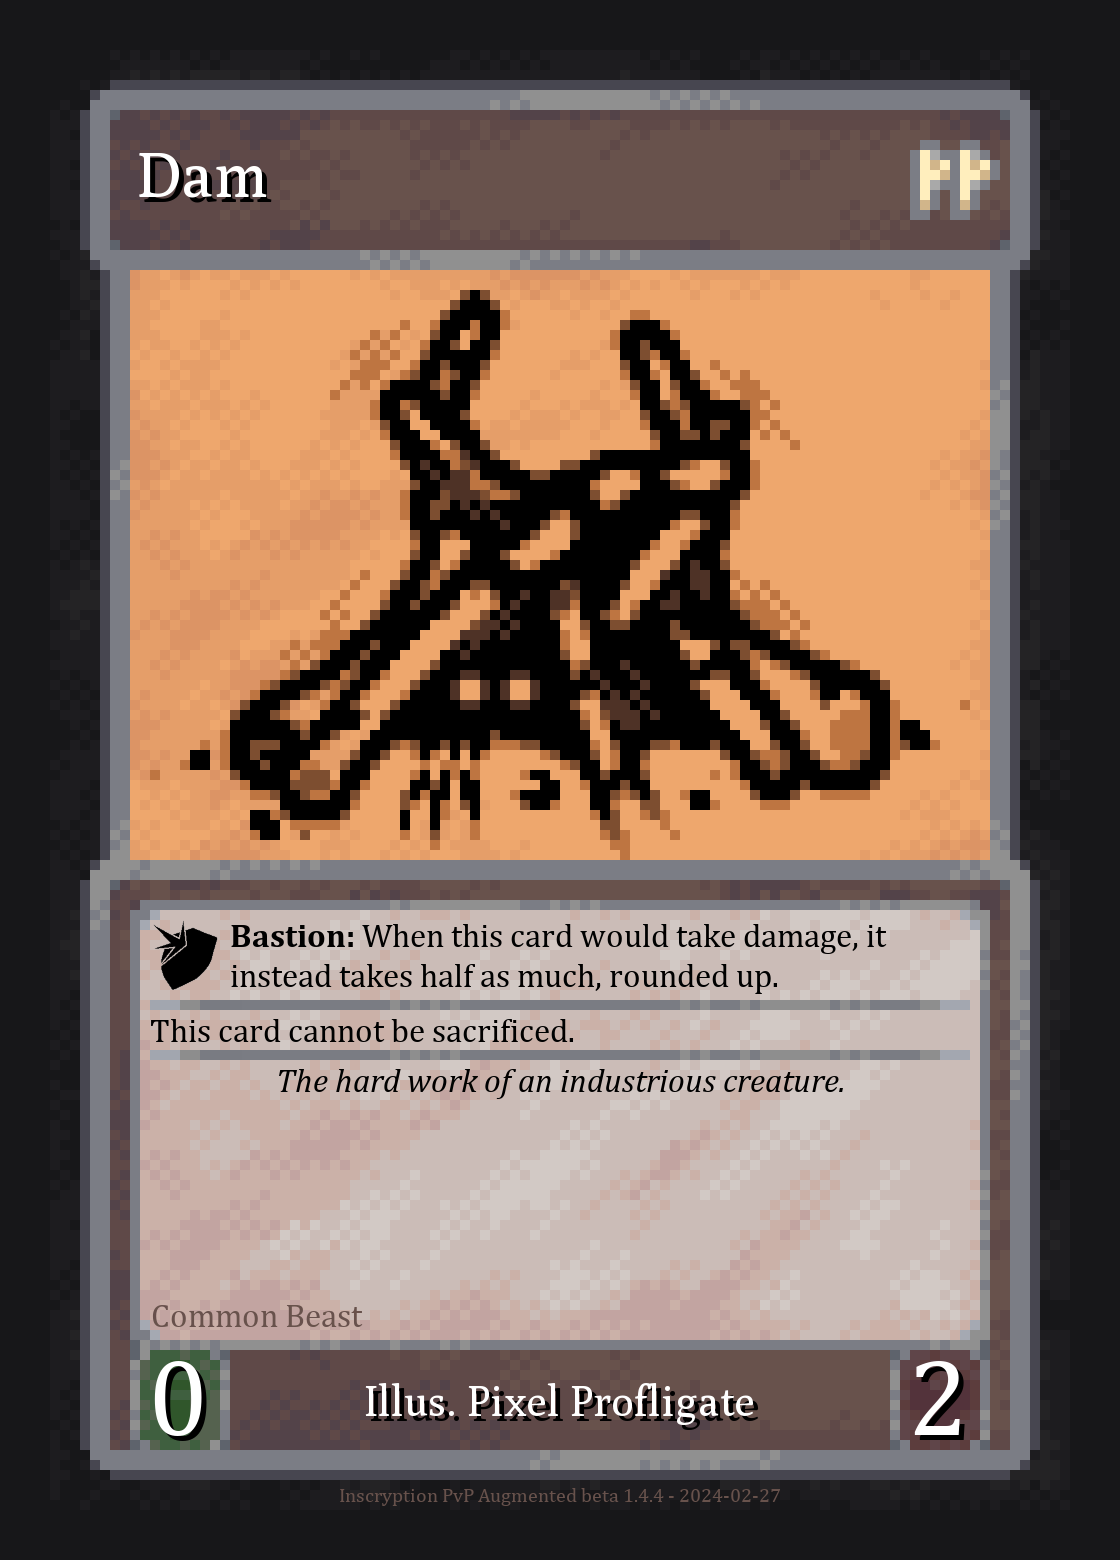 Dam
Bastion: When this card would take damage, it
instead takes half as much, rounded up.
This card cannot be sacrificed.
The hard work of an industrious creature.
Common Beast
0
Illus. Pixel Profligate
2
Inscryption PvP Augmented beta 1.4.4 - 2024-02-27